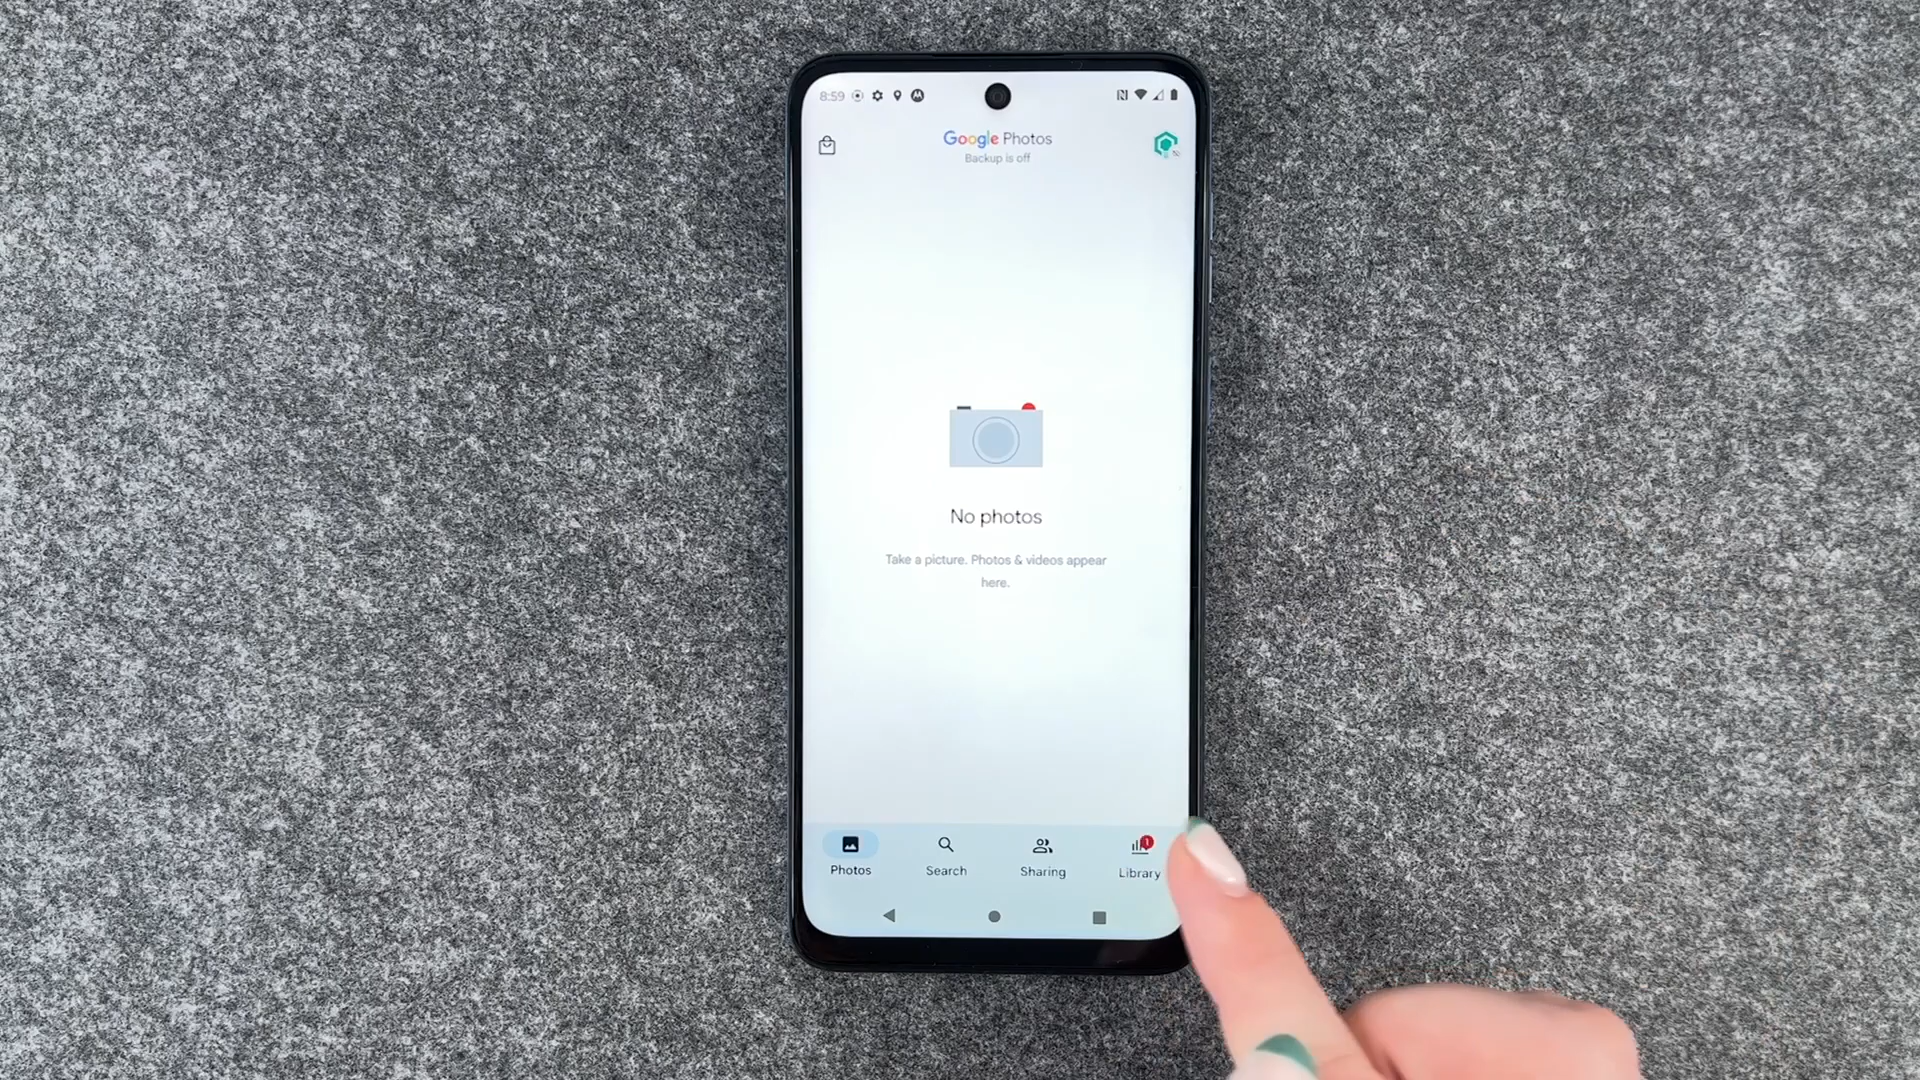 8:59
Google Photos
Backup is off
No photos
Take a picture. Photos & videos appear
here.
1
Photos
Search
Sharing
Library